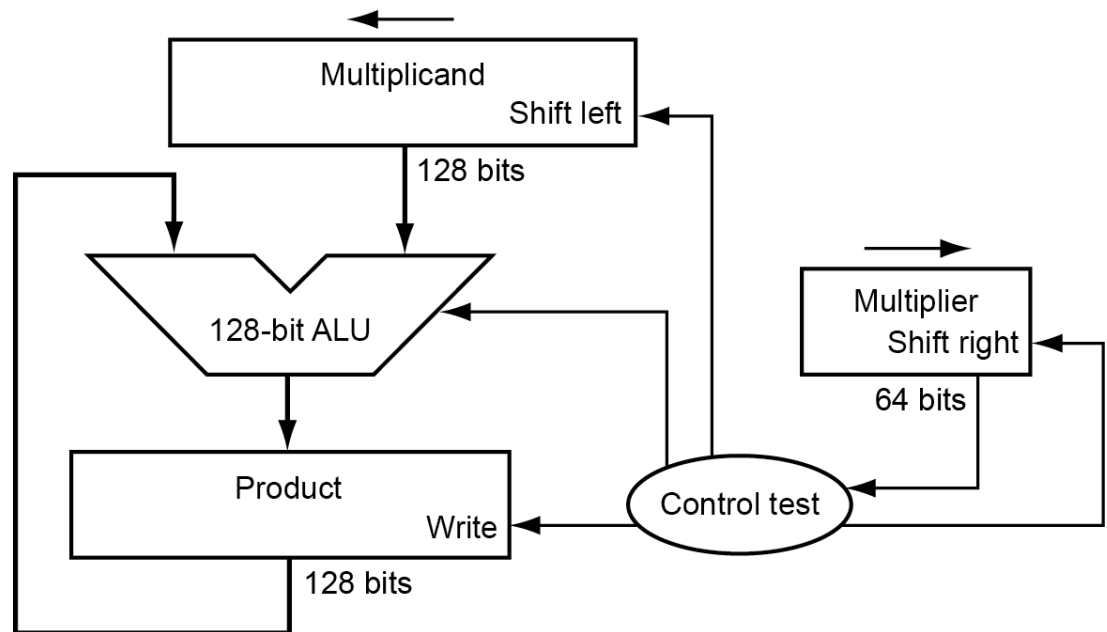 Multiplicand
Shift left
128 bits
128-bit ALU
Multiplier
Shift right
64 bits
Product
Control test
Write
128 bits